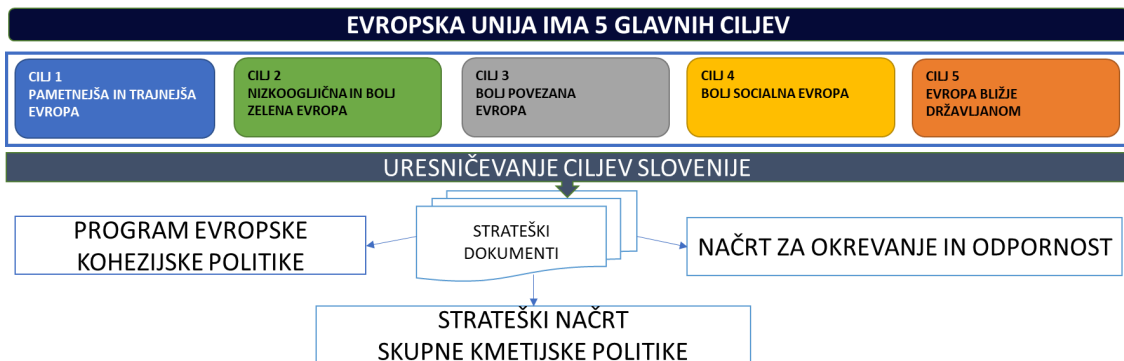 EVROPSKA UNIJA IMA 5 GLAVNIH CILJEV
CILJ 1
PAMETNEJŠA IN TRAJNEJŠA
EVROPA
CILJ 2
NIZKOOGLJIČNA IN BOLJ
ZELENA EVROPA
CILJ 3
BOLJ POVEZANA
EVROPA
CILJ 4
BOLJ SOCIALNA EVROPA
CILJ 5
EVROPA BLIŽJE
DRŽAVLJANOM
URESNIČEVANJE CILJEV SLOVENIJE
STRATEŠKI
DOKUMENTI
PROGRAM EVROPSKE
KOHEZIJSKE POLITIKE
NAČRT ZA OKREVANJE IN ODPORNOST
STRATEŠKI NAČRT
SKUPNE KMETIJSKE POLITIKE